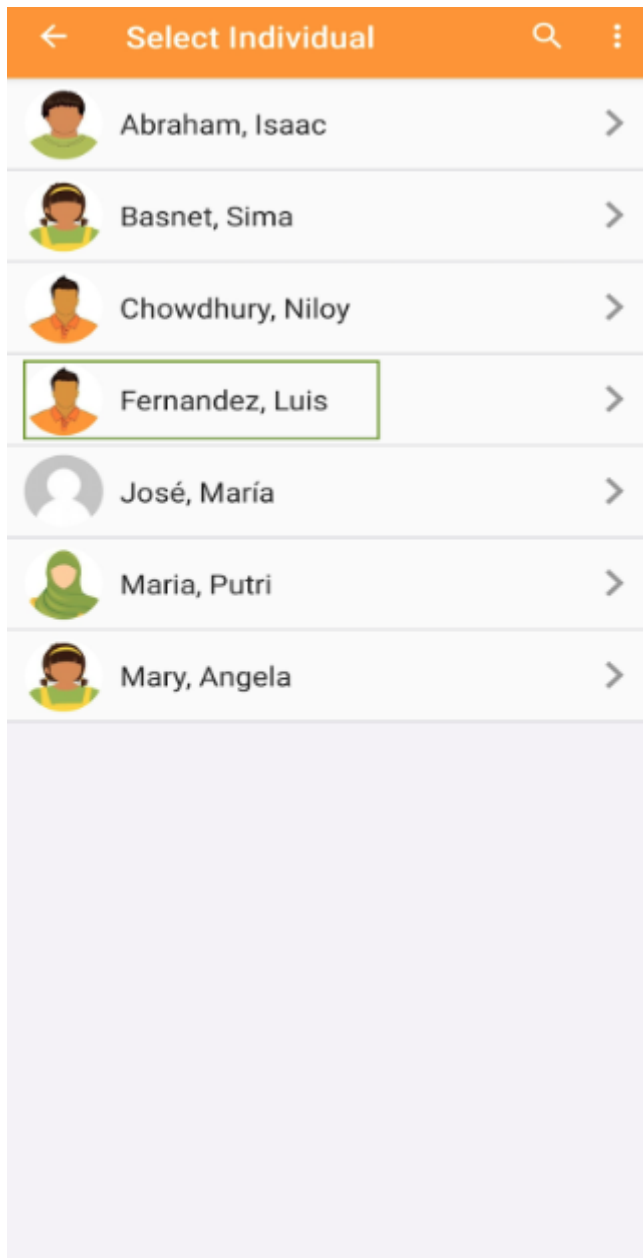 Select Individual
Abraham, Isaac
Basnet, Sima
Chowdhury, Niloy
Fernandez, Luis
José, María
Maria, Putri
Mary, Angela